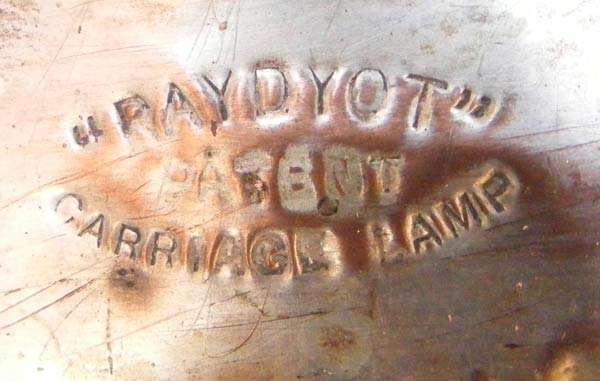 "RAYDYOT"
PATENT
CARRIAGE LAMP